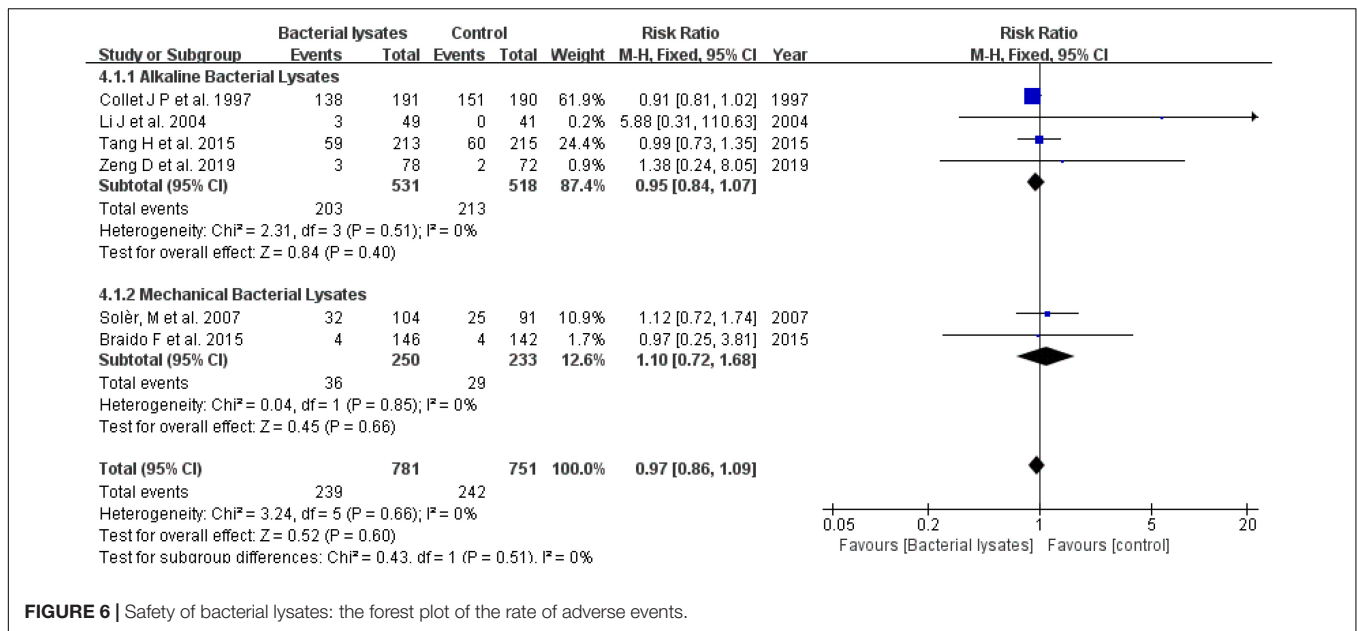 Bacterial lysates Control Risk Ratio Risk Ratio
Study or Subgroup Events Total Events Total Weight M-H, Fixed, 95% CI Year M-H, Fixed, 95% CI
4.1.1 Alkaline Bacterial Lysates
Collet J P et al. 1997 138 191 151 190 61.9% 0.91 [0.81, 1.02] 1997
Li J et al. 2004 3 49 0 41 0.2% 5.88 [0.31, 110.63] 2004
Tang H et al. 2015 59 213 60 215 24.4% 0.99 [0.73, 1.35] 2015
Zeng D et al. 2019 3 78 2 72 0.9% 1.38 [0.24, 8.05] 2019
Subtotal (95% CI) 531 518 87.4% 0.95 [0.84, 1.07]
Total events 203 213
Heterogeneity: Chi² = 2.31, df = 3 (P = 0.51); I² = 0%
Test for overall effect: Z = 0.84 (P = 0.40)
4.1.2 Mechanical Bacterial Lysates
Solèr, M et al. 2007 32 104 25 91 10.9% 1.12 [0.72, 1.74] 2007
Braido F et al. 2015 4 146 4 142 1.7% 0.97 [0.25, 3.81] 2015
Subtotal (95% CI) 250 233 12.6% 1.10 [0.72, 1.68]
Total events 36 29
Heterogeneity: Chi² = 0.04, df = 1 (P = 0.85); I² = 0%
Test for overall effect: Z = 0.45 (P = 0.66)
Total (95% CI) 781 751 100.0% 0.97 [0.86, 1.09]
Total events 239 242
Heterogeneity: Chi² = 3.24, df = 5 (P = 0.66); I² = 0%
Test for overall effect: Z = 0.52 (P = 0.60)
Test for subgroup differences: Chi² = 0.43, df = 1 (P = 0.51), I² = 0%
0.05 0.2 1 5 20
Favours [Bacterial lysates] Favours [control]
FIGURE 6 | Safety of bacterial lysates: the forest plot of the rate of adverse events.